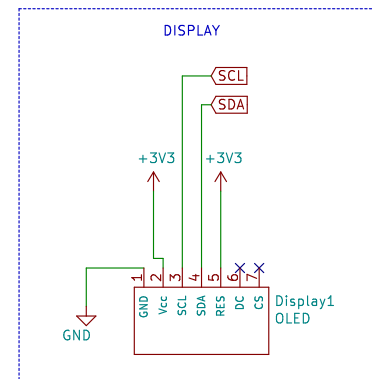 DISPLAY
SCL
SDA
+3V3 +3V3
1 2 3 4 5 6 7
GND Vcc SCL SDA RES DC CS
Display1
OLED
GND